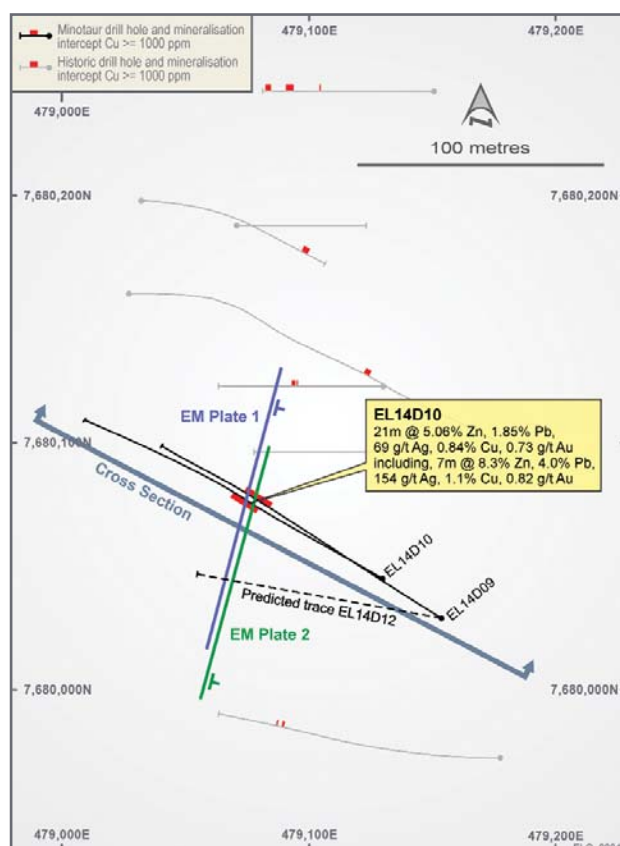 Minotaur drill hole and mineralisation
intercept Cu >= 1000 ppm
Historic drill hole and mineralisation
intercept Cu >= 1000 ppm
479,100E
479,200E
479,000E
100 metres
7,680,200N
7,680,200N
EM Plate 1
EL14D10
21m @ 5.06% Zn, 1.85% Pb,
69 g/t Ag, 0.84% Cu, 0.73 g/t Au
including, 7m @ 8.3% Zn, 4.0% Pb,
154 g/t Ag, 1.1% Cu, 0.82 g/t Au
7,680,100N
7,680,100N
Cross Section
EL14D10
EL14D09
Predicted trace EL14D12
EM Plate 2
7,680,000N
7,680,000N
479,000E
479,100E
479,200E